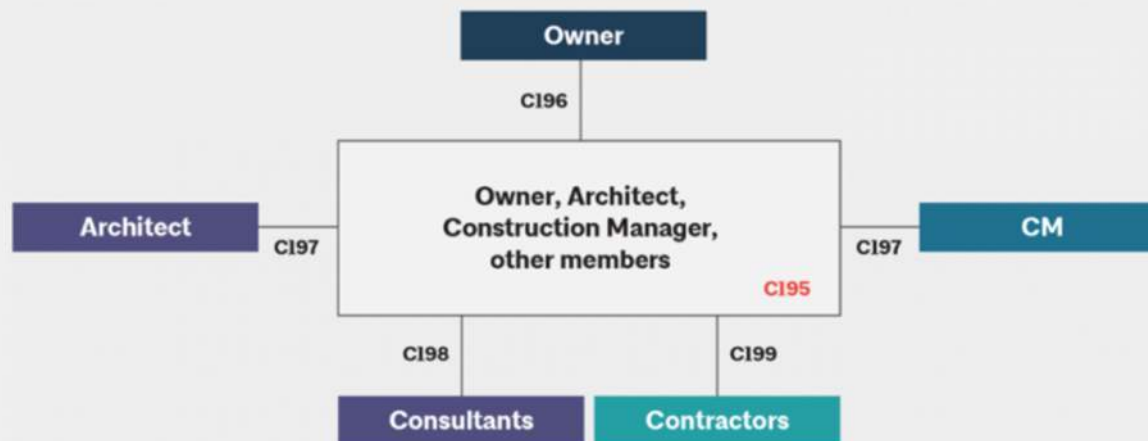 Owner
C196
Owner, Architect,
Construction Manager,
other members
C195
Architect
C197
C197
CM
C198
C199
Consultants
Contractors